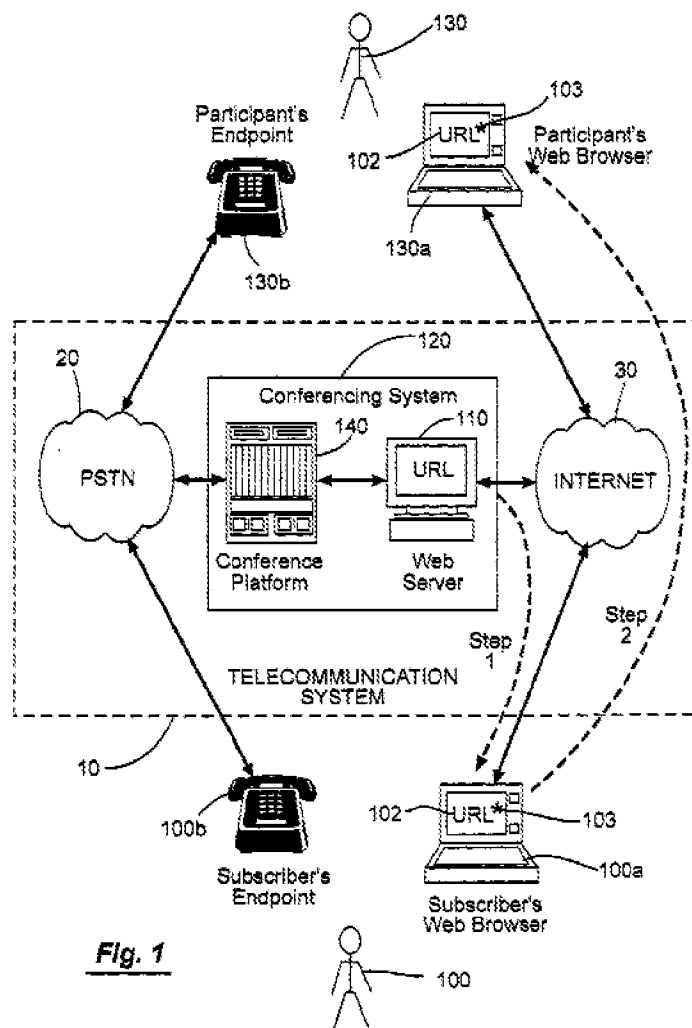 130
Participant's
Endpoint
103
URL*
102
Participant's
Web Browser
130a
130b
120
20
Conferencing System
30
140
110
PSTN
URL
INTERNET
Conference
Platform
Web
Server
Step
1
Step
2
TELECOMMUNICATION
SYSTEM
10
100b
102
URL*
103
100a
Subscriber's
Endpoint
Subscriber's
Web Browser
Fig. 1
100